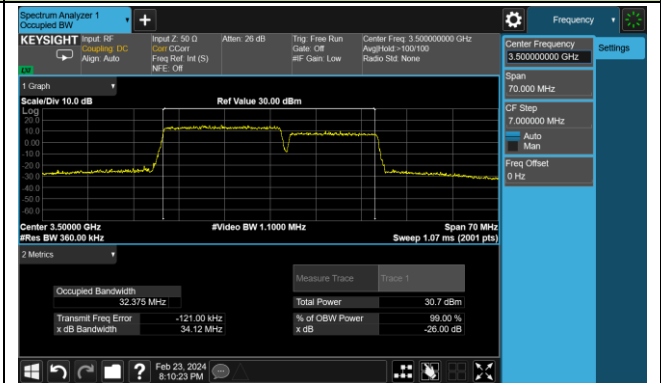 Spectrum Analyzer 1
Occupied BW
Frequency
KEYSIGHT
Input: RF
Coupling: DC
Align: Auto
Input Z: 50 Ω
Corr CCorr
Freq Ref: Int (S)
NFE: Off
Atten: 26 dB
Trig: Free Run
Gate: Off
#IF Gain: Low
Center Freq: 3.500000000 GHz
Avg|Hold:>100/100
Radio Std: None
Center Frequency
3.500000000 GHz
Settings
Span
70.000 MHz
CF Step
7.000000 MHz
Auto
Man
Freq Offset
0 Hz
1 Graph
Scale/Div 10.0 dB
Ref Value 30.00 dBm
Log
20.0
10.0
0.00
-10.0
-20.0
-30.0
-40.0
-50.0
-60.0
Center 3.50000 GHz
#Video BW 1.1000 MHz
Span 70 MHz
#Res BW 360.00 kHz
Sweep 1.07 ms (2001 pts)
2 Metrics
Measure Trace
Trace 1
Occupied Bandwidth
32.375 MHz
Total Power
30.7 dBm
Transmit Freq Error
-121.00 kHz
% of OBW Power
99.00 %
x dB Bandwidth
34.12 MHz
x dB
-26.00 dB
Feb 23, 2024
8:10:23 PM